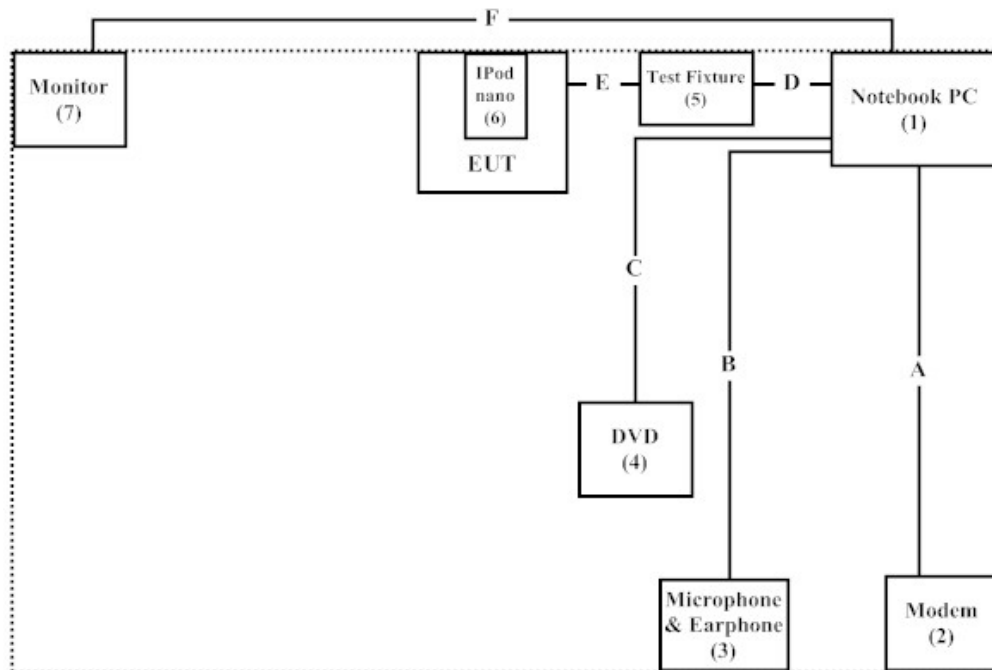 F
Monitor
(7)
IPod
nano
(6)
EUT
E
Test Fixture
(5)
D
Notebook PC
(1)
C
B
A
DVD
(4)
Microphone
& Earphone
(3)
Modem
(2)